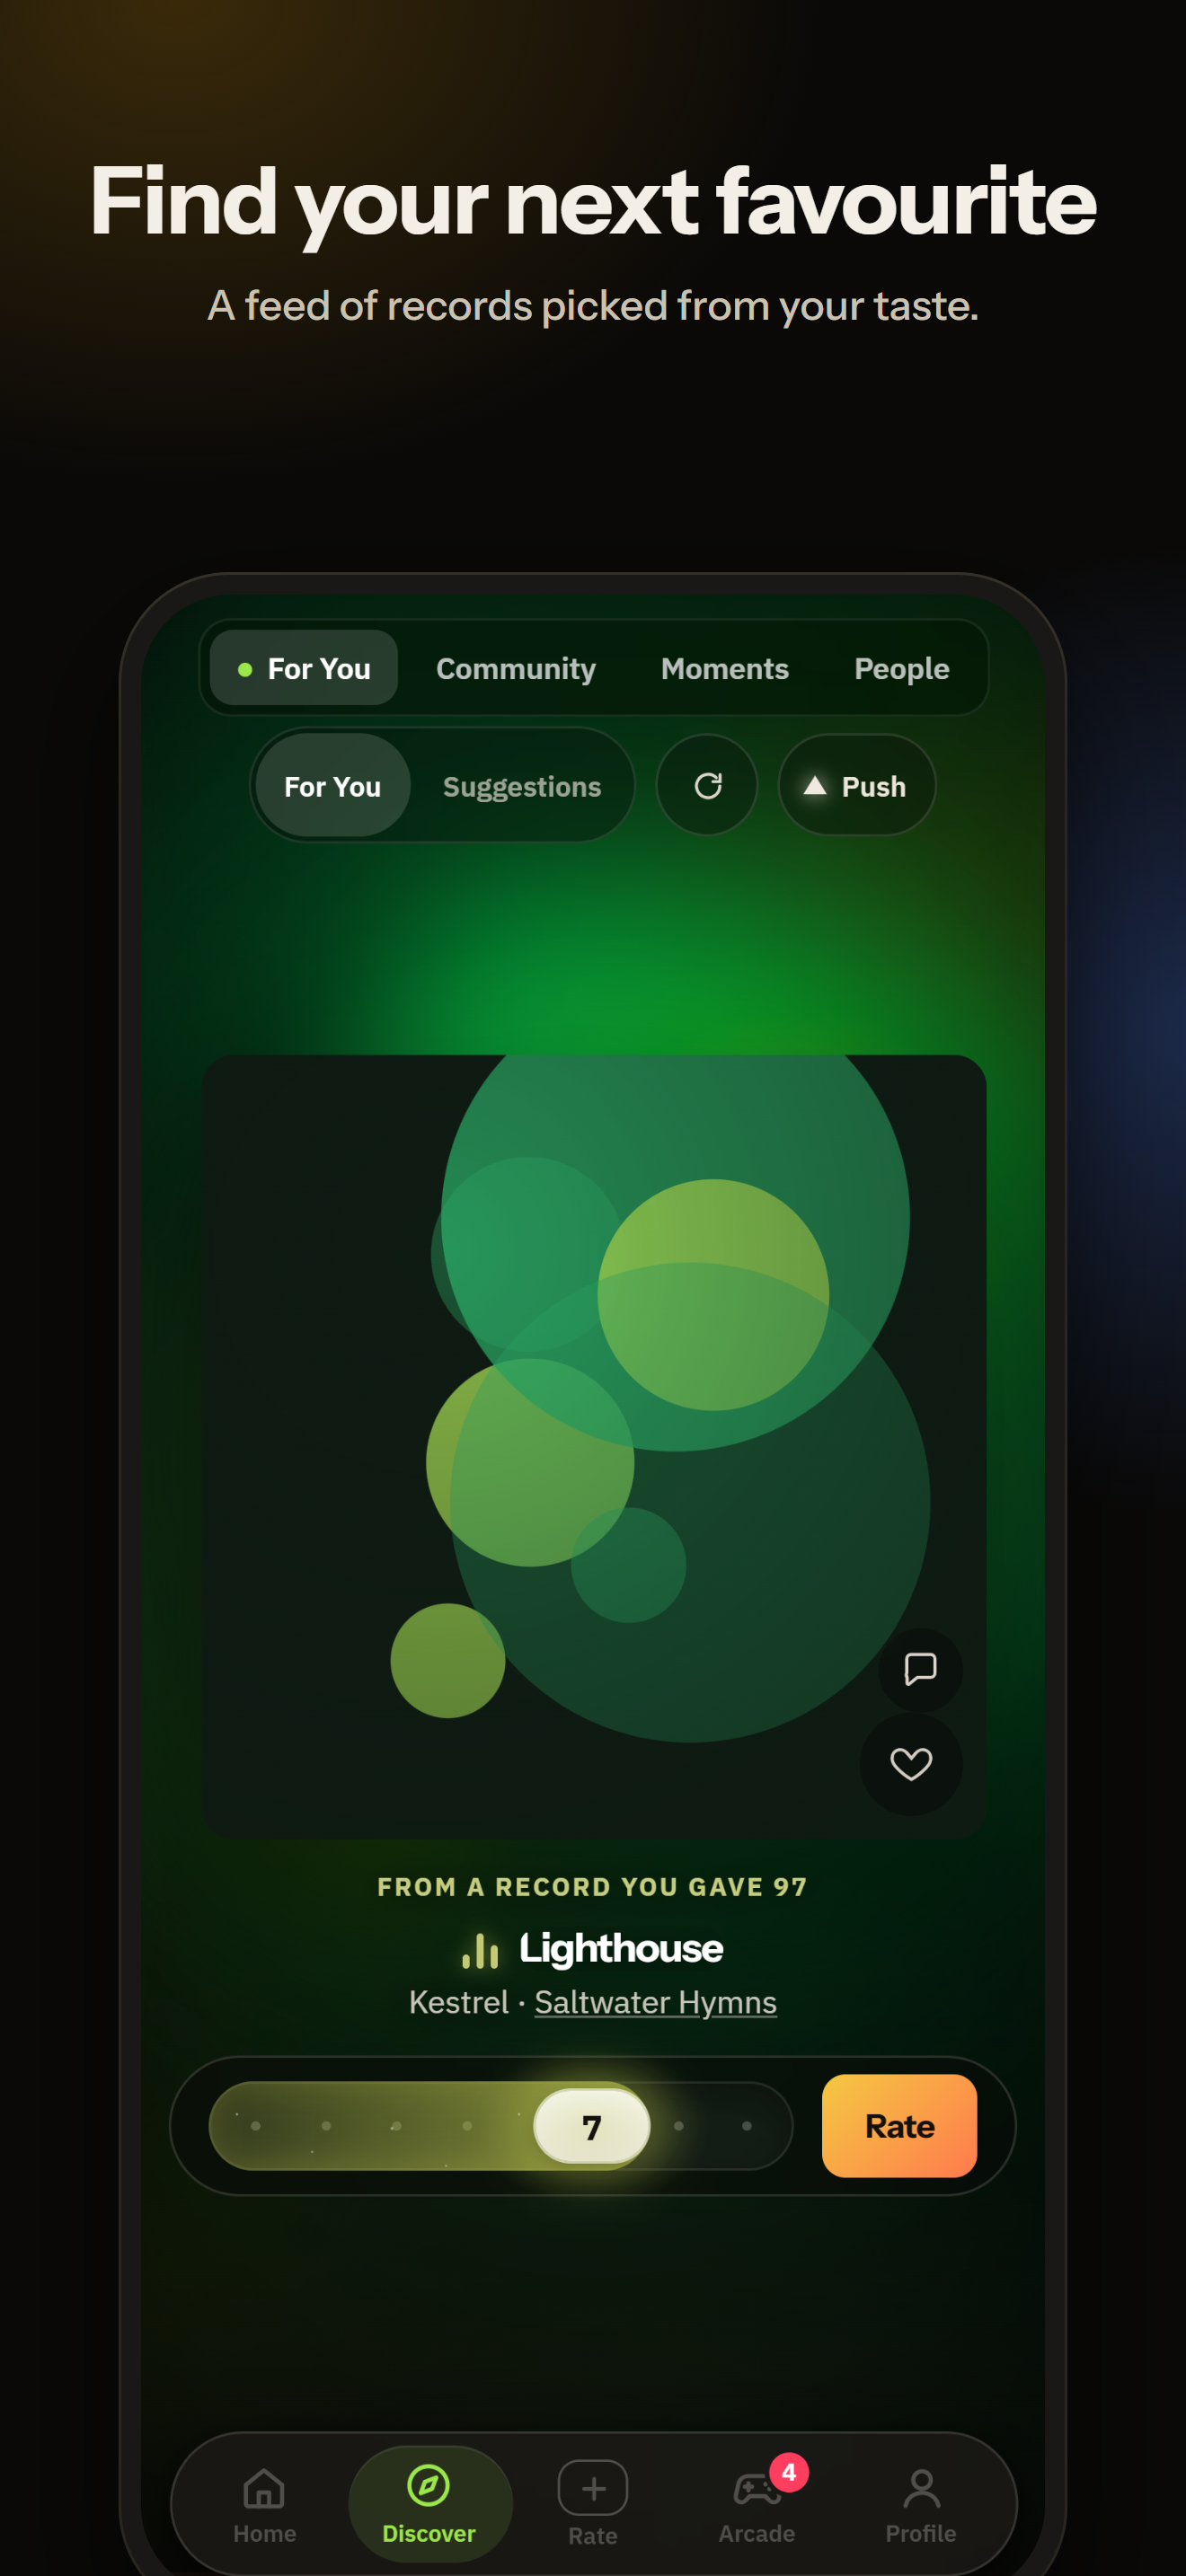 Find your next favourite
A feed of records picked from your taste.
For You Community Moments People
For You Suggestions Push
FROM A RECORD YOU GAVE 97
Lighthouse
Kestrel · Saltwater Hymns
7 Rate
4
Home Discover Rate Arcade Profile